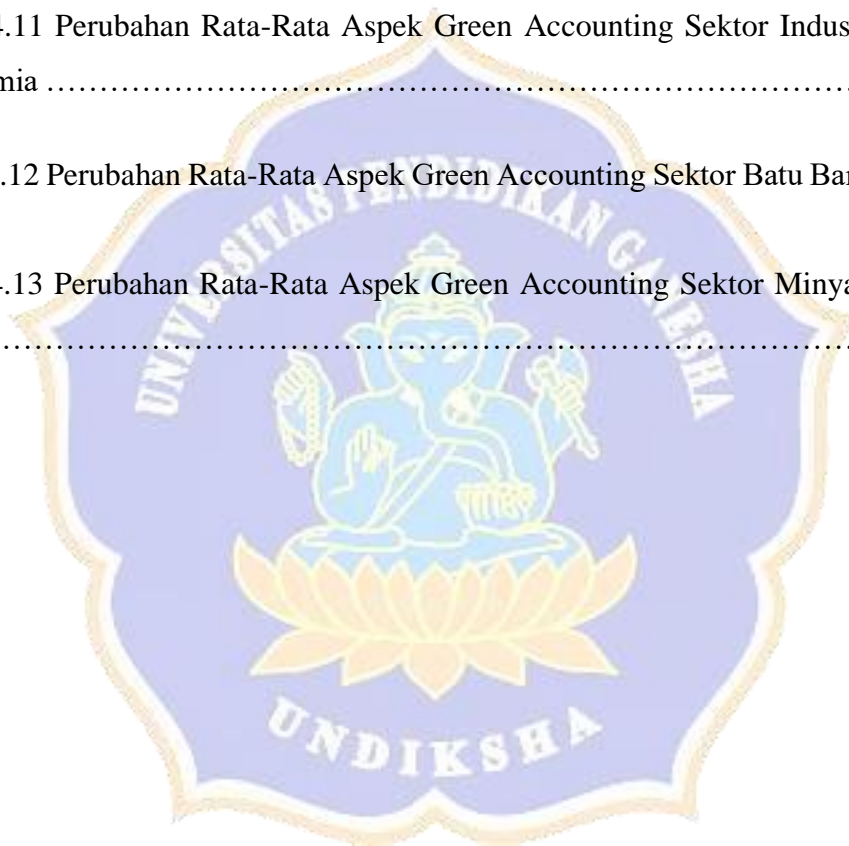 4.11 Perubahan Rata-Rata Aspek Green Accounting Sektor Indus
mia ……………………………………………………………………
.12 Perubahan Rata-Rata Aspek Green Accounting Sektor Batu Bar
4.13 Perubahan Rata-Rata Aspek Green Accounting Sektor Minya
……………………………………………………………………………
UNIVERSITAS PENDIDIKAN GANESHA
UNDIKSHA